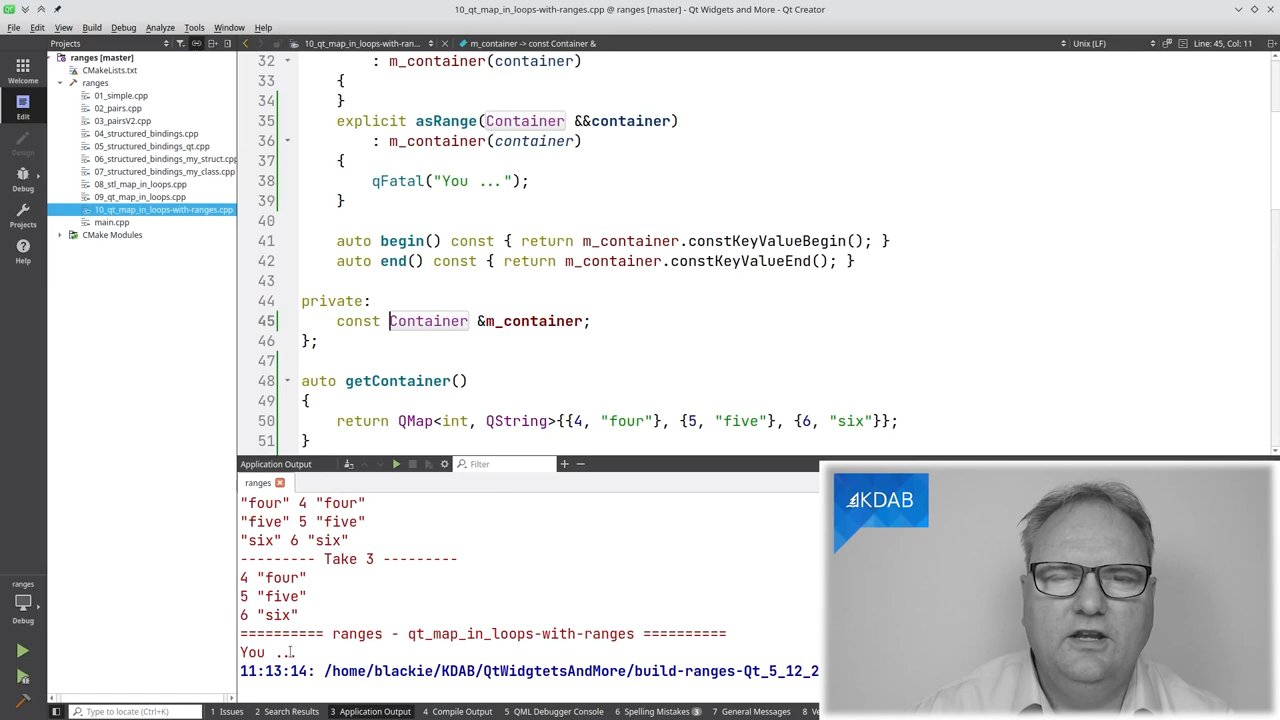 10_qt_map_in_loops-with-ranges.cpp @ ranges [master] - Qt Widgets and More - Qt Creator
File Edit View Build Debug Analyze Tools Window Help
Projects
10_qt_map_in_loops-with-ran...
m_container -> const Container &
Unix (LF)
Line: 45, Col: 11
Welcome
Edit
Design
Debug
Projects
Help
ranges
Debug
ranges [master]
CMakeLists.txt
ranges
01_simple.cpp
02_pairs.cpp
03_pairsV2.cpp
04_structured_bindings.cpp
05_structured_bindings_qt.cpp
06_structured_bindings_my_struct.cpp
07_structured_bindings_my_class.cpp
08_stl_map_in_loops.cpp
09_qt_map_in_loops.cpp
10_qt_map_in_loops-with-ranges.cpp
main.cpp
CMake Modules
32 : m_container(container)
33 {
34 }
35 explicit asRange(Container &&container)
36 : m_container(container)
37 {
38 qFatal("You ...");
39 }
40
41 auto begin() const { return m_container.constKeyValueBegin(); }
42 auto end() const { return m_container.constKeyValueEnd(); }
43
44 private:
45 const Container &m_container;
46 };
47
48 auto getContainer()
49 {
50 return QMap<int, QString>{{4, "four"}, {5, "five"}, {6, "six"}};
51 }
Application Output
Filter
ranges
"four" 4 "four"
"five" 5 "five"
"six" 6 "six"
--------- Take 3 ---------
4 "four"
5 "five"
6 "six"
========== ranges - qt_map_in_loops-with-ranges ==========
You ...
11:13:14: /home/blackie/KDAB/QtWidgtetsAndMore/build-ranges-Qt_5_12_2
KDAB
Type to locate (Ctrl+K)
1 Issues 2 Search Results 3 Application Output 4 Compile Output 5 QML Debugger Console 6 Spelling Mistakes 3 7 General Messages 8 Ve